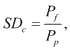 SD_c = P_f / P_p ,